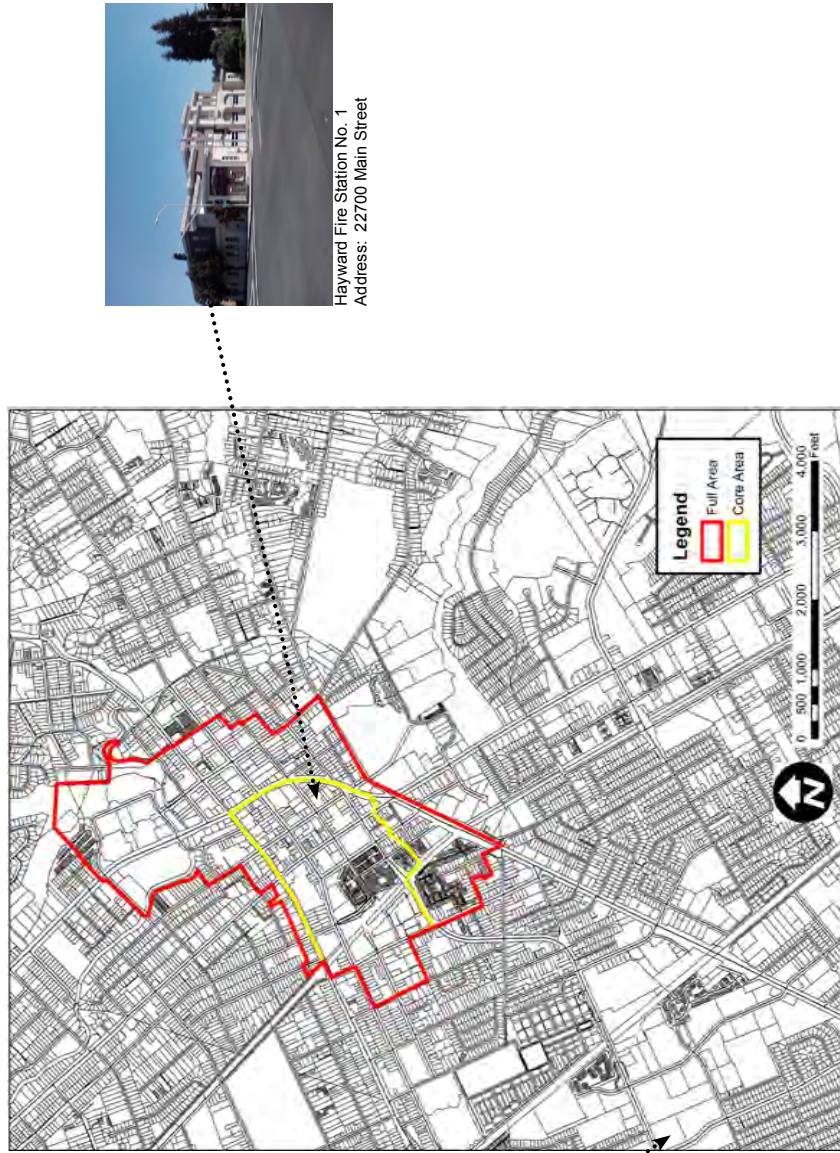 Hayward Fire Station No. 1
Address: 22700 Main Street
Legend
Full Area
Core Area
0 500 1,000 2,000 3,000 4,000
Feet
N